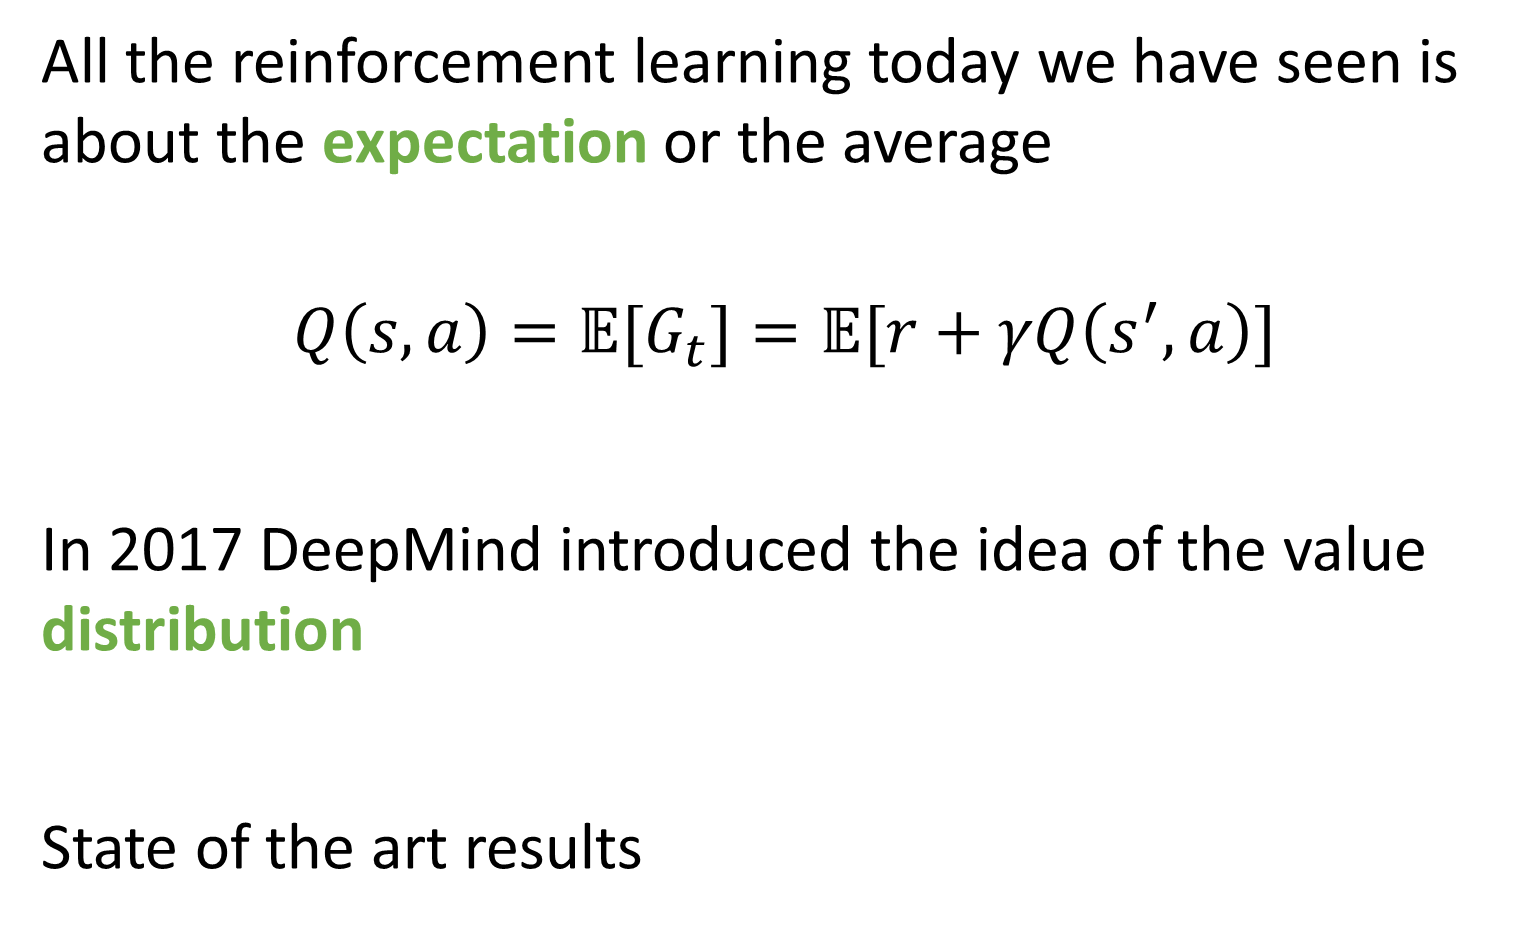 All the reinforcement learning today we have seen is
about the expectation or the average
Q(s, a) = 𝔼[Gₜ] = 𝔼[r + γQ(s′, a)]
In 2017 DeepMind introduced the idea of the value
distribution
State of the art results